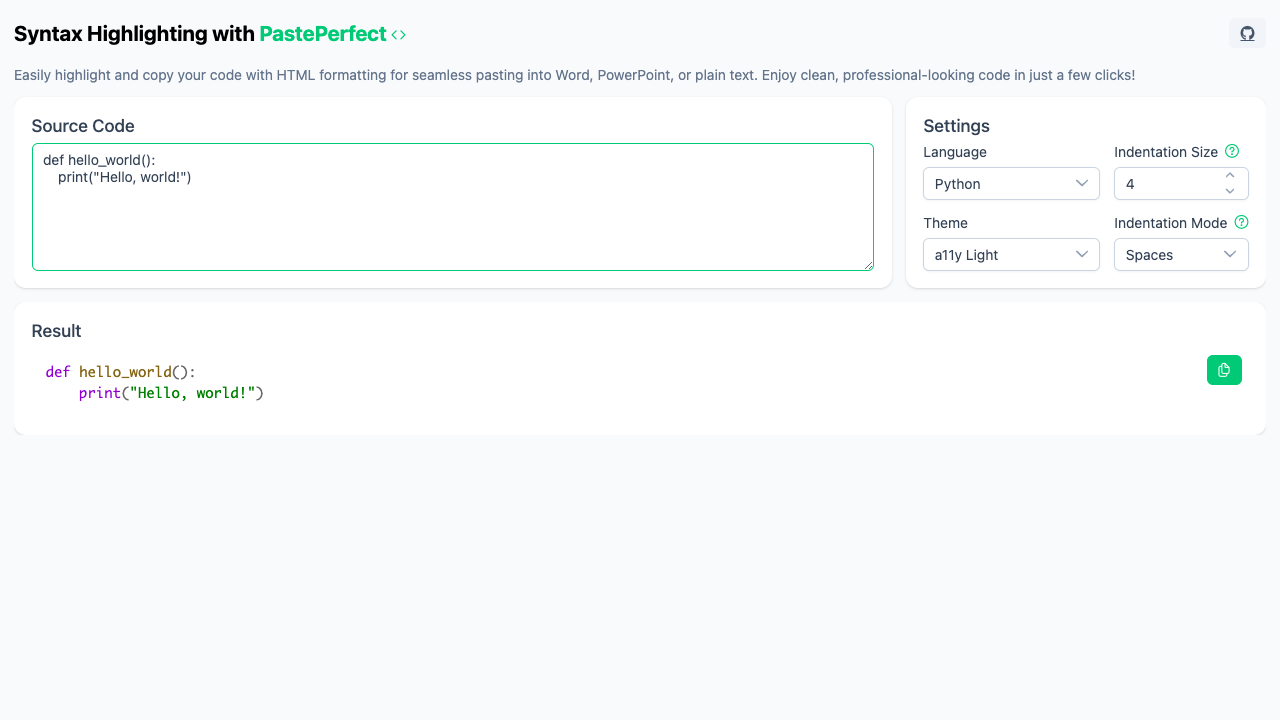 Syntax Highlighting with PastePerfect <>
Easily highlight and copy your code with HTML formatting for seamless pasting into Word, PowerPoint, or plain text. Enjoy clean, professional-looking code in just a few clicks!
Source Code
def hello_world():
    print("Hello, world!")
Settings
Language
Indentation Size ?
Python
4
Theme
Indentation Mode ?
a11y Light
Spaces
Result
def hello_world():
    print("Hello, world!")